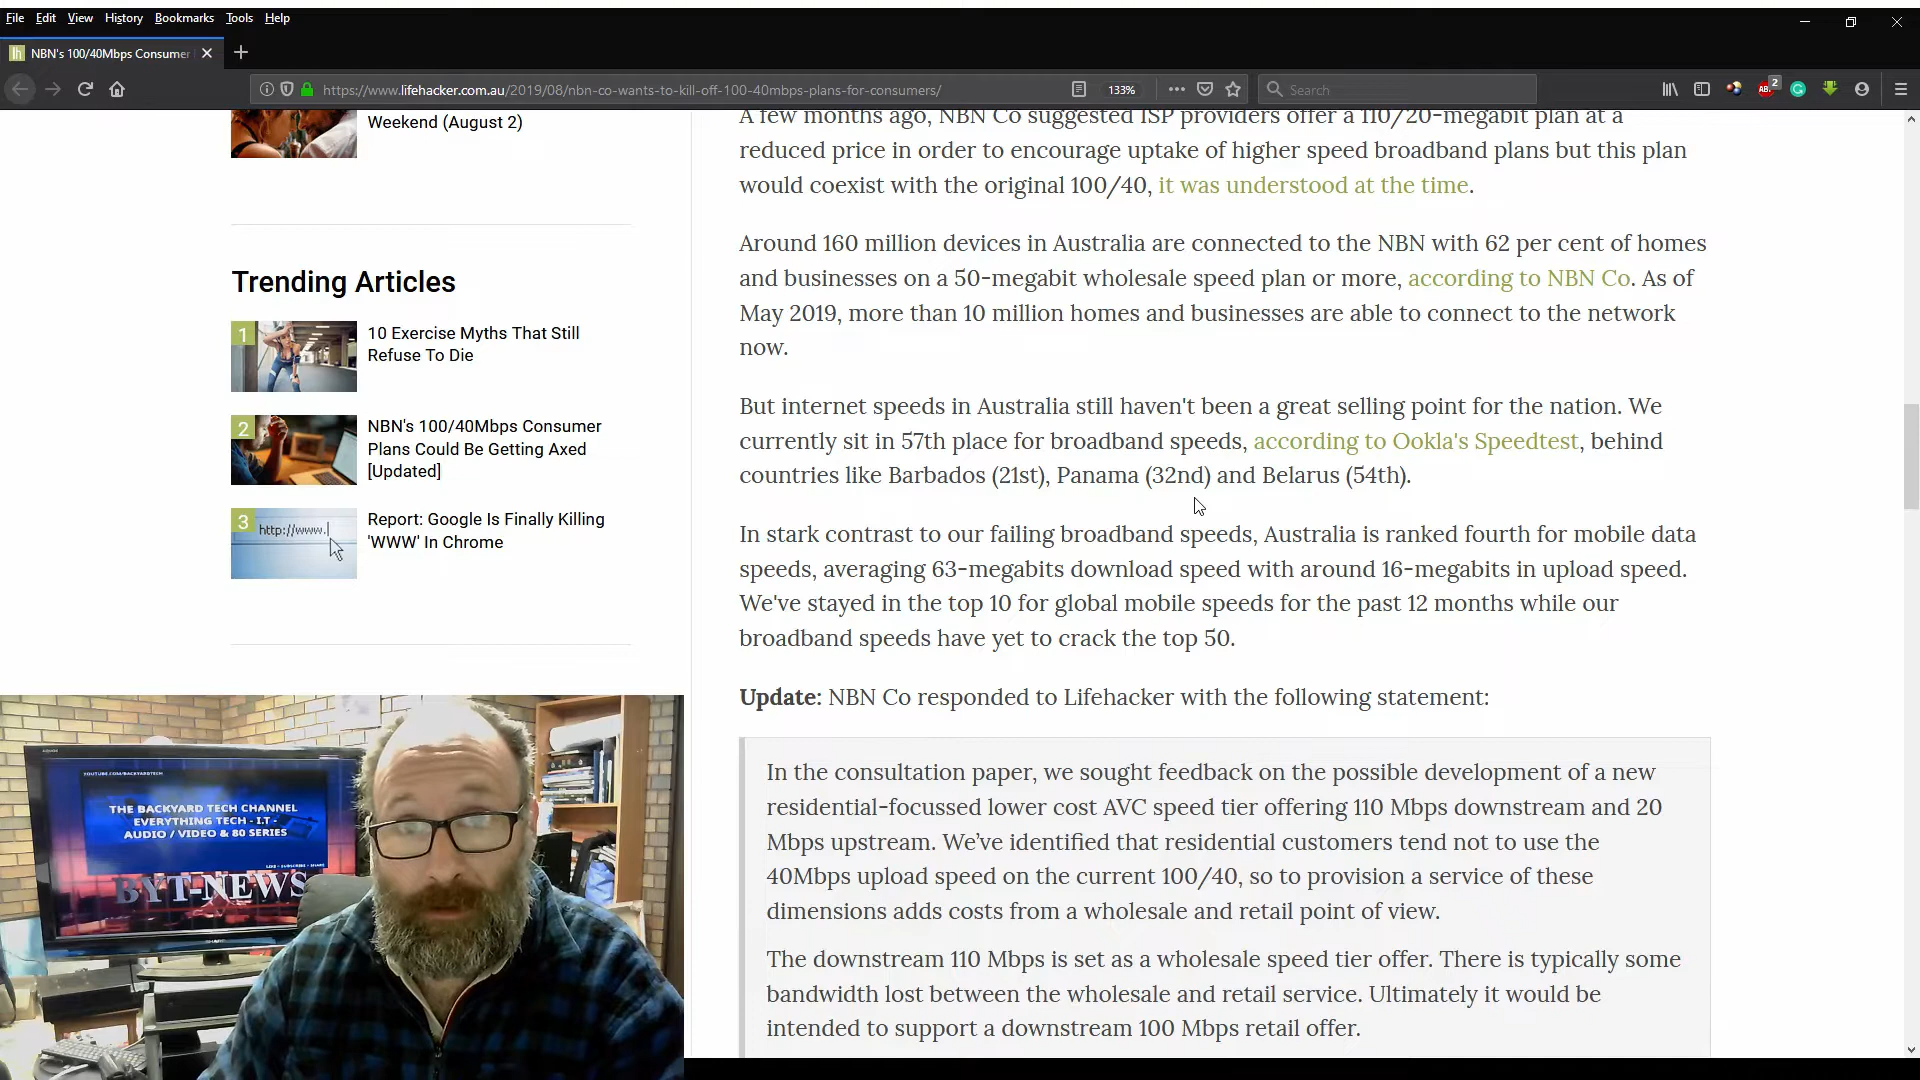 File Edit View History Bookmarks Tools Help
NBN's 100/40Mbps Consumer
https://www.lifehacker.com.au/2019/08/nbn-co-wants-to-kill-off-100-40mbps-plans-for-consumers/
133%
Search
2
Weekend (August 2)
Trending Articles
1
10 Exercise Myths That Still
Refuse To Die
2
NBN's 100/40Mbps Consumer
Plans Could Be Getting Axed
[Updated]
3
http://www.
Report: Google Is Finally Killing
'WWW' In Chrome
A few months ago, NBN Co suggested ISP providers offer a 110/20-megabit plan at a
reduced price in order to encourage uptake of higher speed broadband plans but this plan
would coexist with the original 100/40, it was understood at the time.
Around 160 million devices in Australia are connected to the NBN with 62 per cent of homes
and businesses on a 50-megabit wholesale speed plan or more, according to NBN Co. As of
May 2019, more than 10 million homes and businesses are able to connect to the network
now.
But internet speeds in Australia still haven't been a great selling point for the nation. We
currently sit in 57th place for broadband speeds, according to Ookla's Speedtest, behind
countries like Barbados (21st), Panama (32nd) and Belarus (54th).
In stark contrast to our failing broadband speeds, Australia is ranked fourth for mobile data
speeds, averaging 63-megabits download speed with around 16-megabits in upload speed.
We've stayed in the top 10 for global mobile speeds for the past 12 months while our
broadband speeds have yet to crack the top 50.
Update: NBN Co responded to Lifehacker with the following statement:
In the consultation paper, we sought feedback on the possible development of a new
residential-focussed lower cost AVC speed tier offering 110 Mbps downstream and 20
Mbps upstream. We’ve identified that residential customers tend not to use the
40Mbps upload speed on the current 100/40, so to provision a service of these
dimensions adds costs from a wholesale and retail point of view.
The downstream 110 Mbps is set as a wholesale speed tier offer. There is typically some
bandwidth lost between the wholesale and retail service. Ultimately it would be
intended to support a downstream 100 Mbps retail offer.
YOUTUBE.COM/BACKYARDTECH
THE BACKYARD TECH CHANNEL
EVERYTHING TECH - I.T -
AUDIO / VIDEO & 80 SERIES
LIKE - SUBSCRIBE - SHARE
BYT-NEWS
SHARP